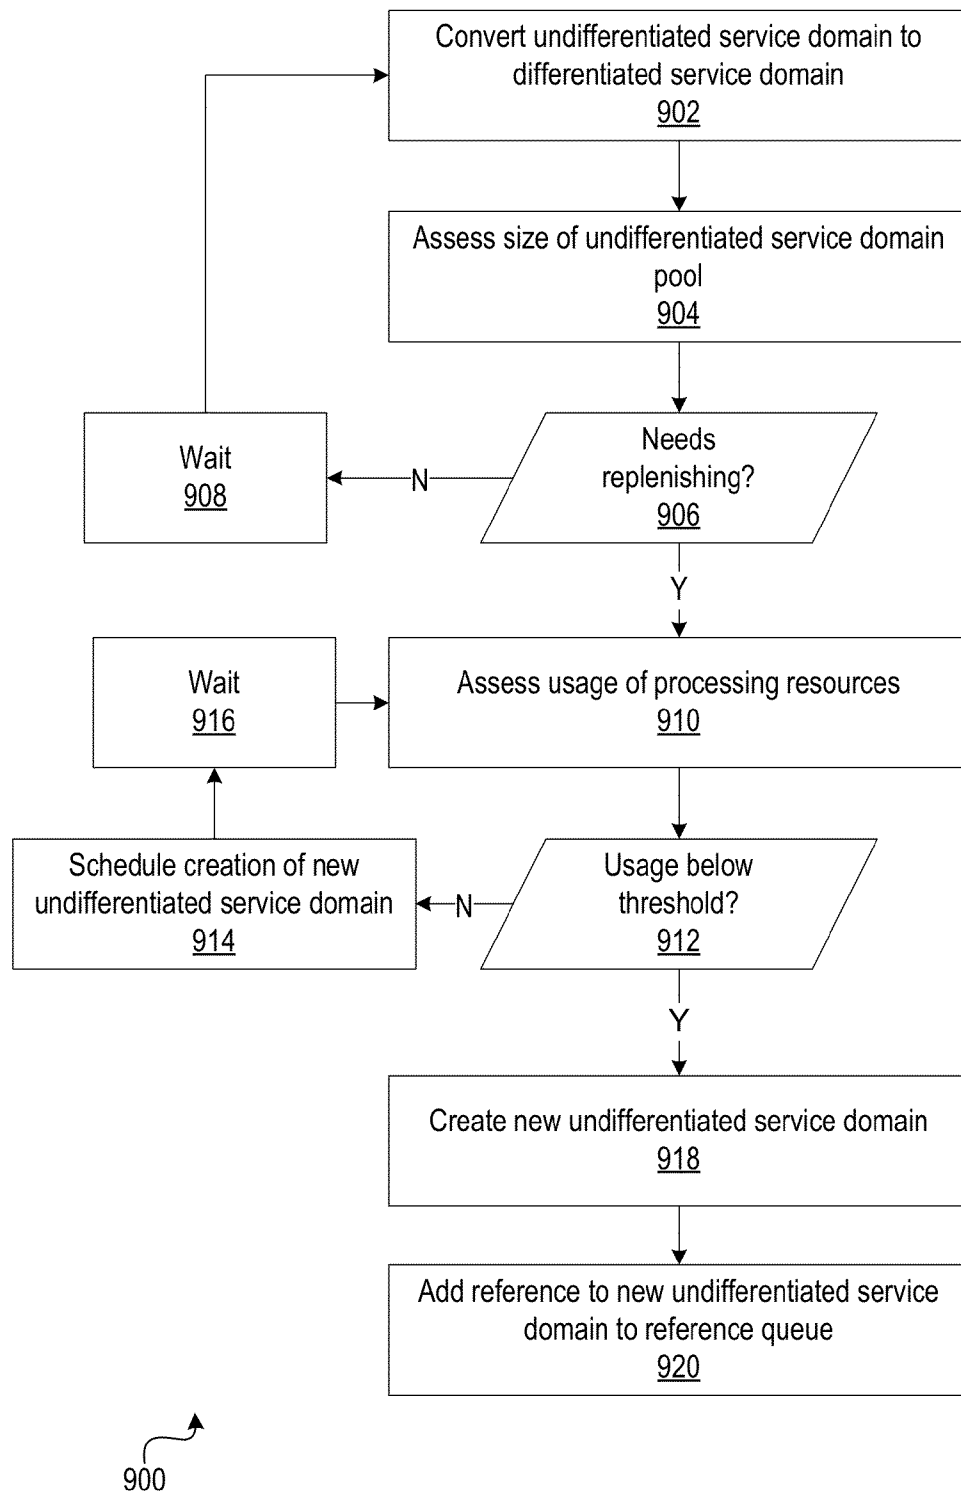 Convert undifferentiated service domain to
differentiated service domain
902
Assess size of undifferentiated service domain
pool
904
Needs
replenishing?
906
N
Wait
908
Y
Wait
916
Assess usage of processing resources
910
Schedule creation of new
undifferentiated service domain
914
N
Usage below
threshold?
912
Y
Create new undifferentiated service domain
918
Add reference to new undifferentiated service
domain to reference queue
920
900